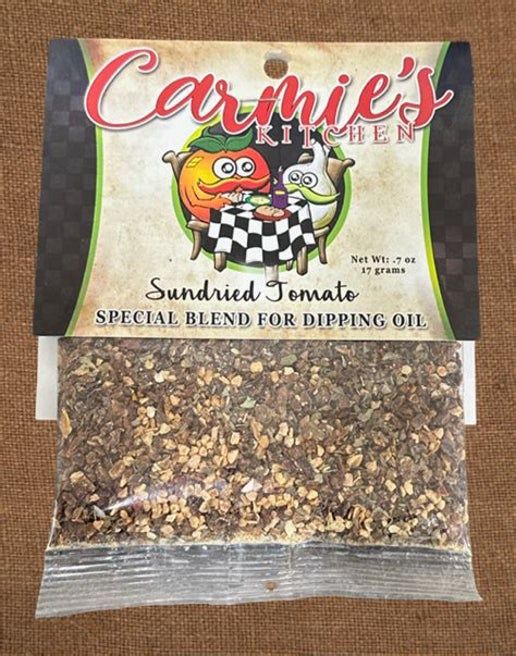 Carmie's
KITCHEN
Net Wt: .7 oz
17 grams
Sundried Tomato
SPECIAL BLEND FOR DIPPING OIL